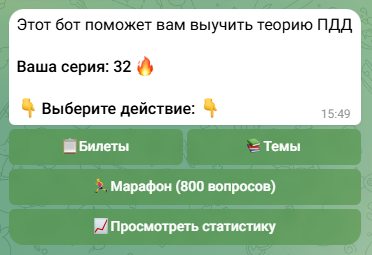 Этот бот поможет вам выучить теорию ПДД
Ваша серия: 32 🔥
👇 Выберите действие: 👇
15:49
📋Билеты
📚Темы
🏃‍♂️Марафон (800 вопросов)
📈Просмотреть статистику